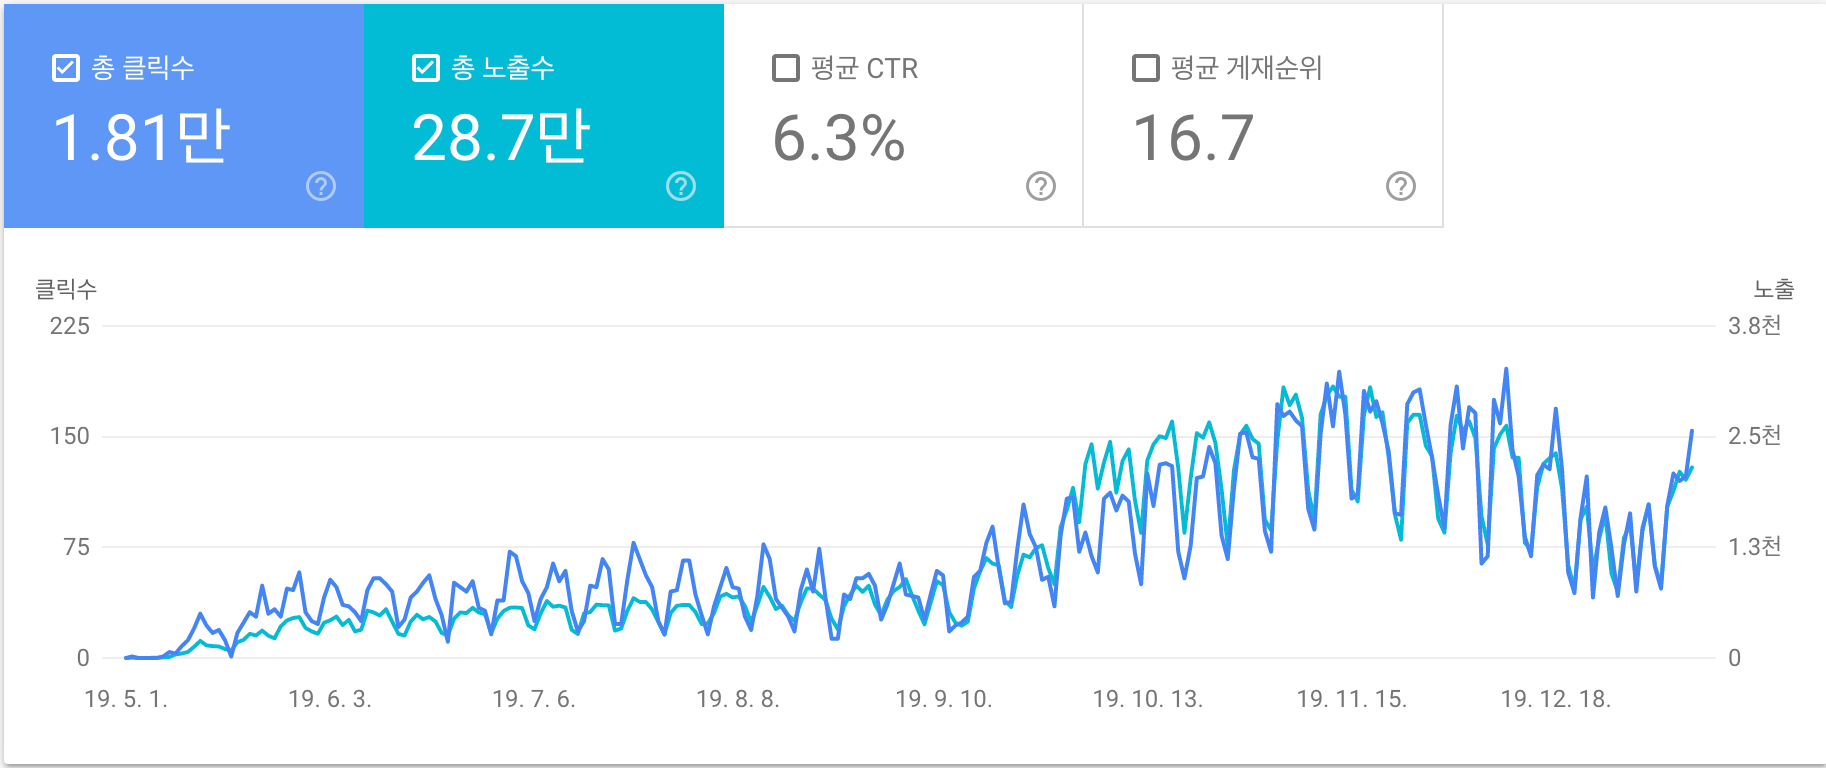 총 클릭수
1.81만
총 노출수
28.7만
평균 CTR
6.3%
평균 게재순위
16.7
클릭수
노출
225
150
75
0
3.8천
2.5천
1.3천
0
19. 5. 1.
19. 6. 3.
19. 7. 6.
19. 8. 8.
19. 9. 10.
19. 10. 13.
19. 11. 15.
19. 12. 18.